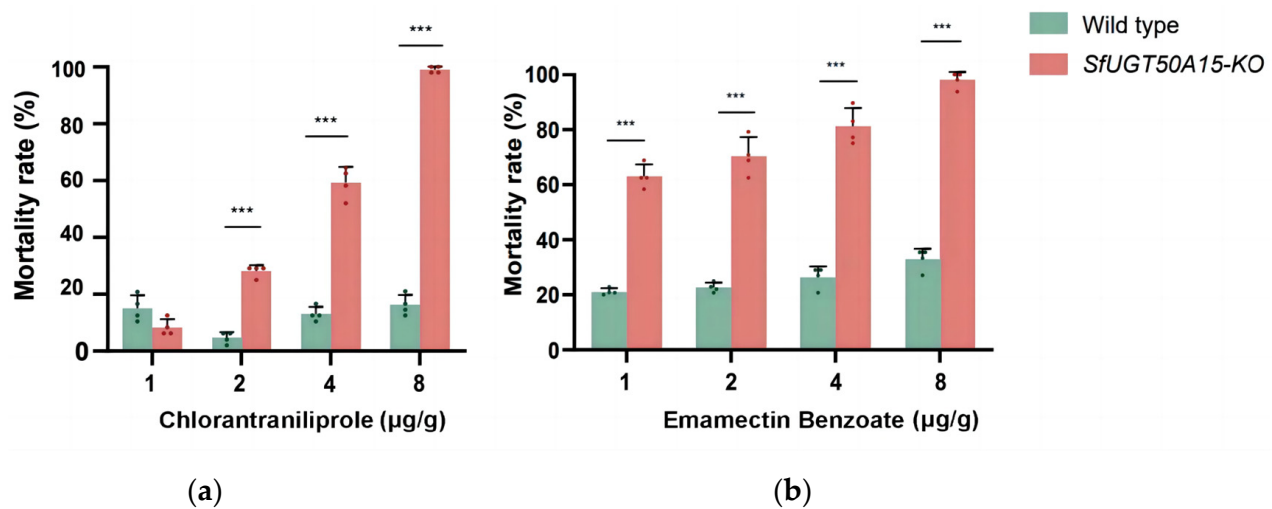 Wild type
SfUGT50A15-KO
Mortality rate (%)
100
80
60
40
20
0
***
***
***
1 2 4 8
Chlorantraniliprole (μg/g)
Mortality rate (%)
100
80
60
40
20
0
***
***
***
***
1 2 4 8
Emamectin Benzoate (μg/g)
(a) (b)